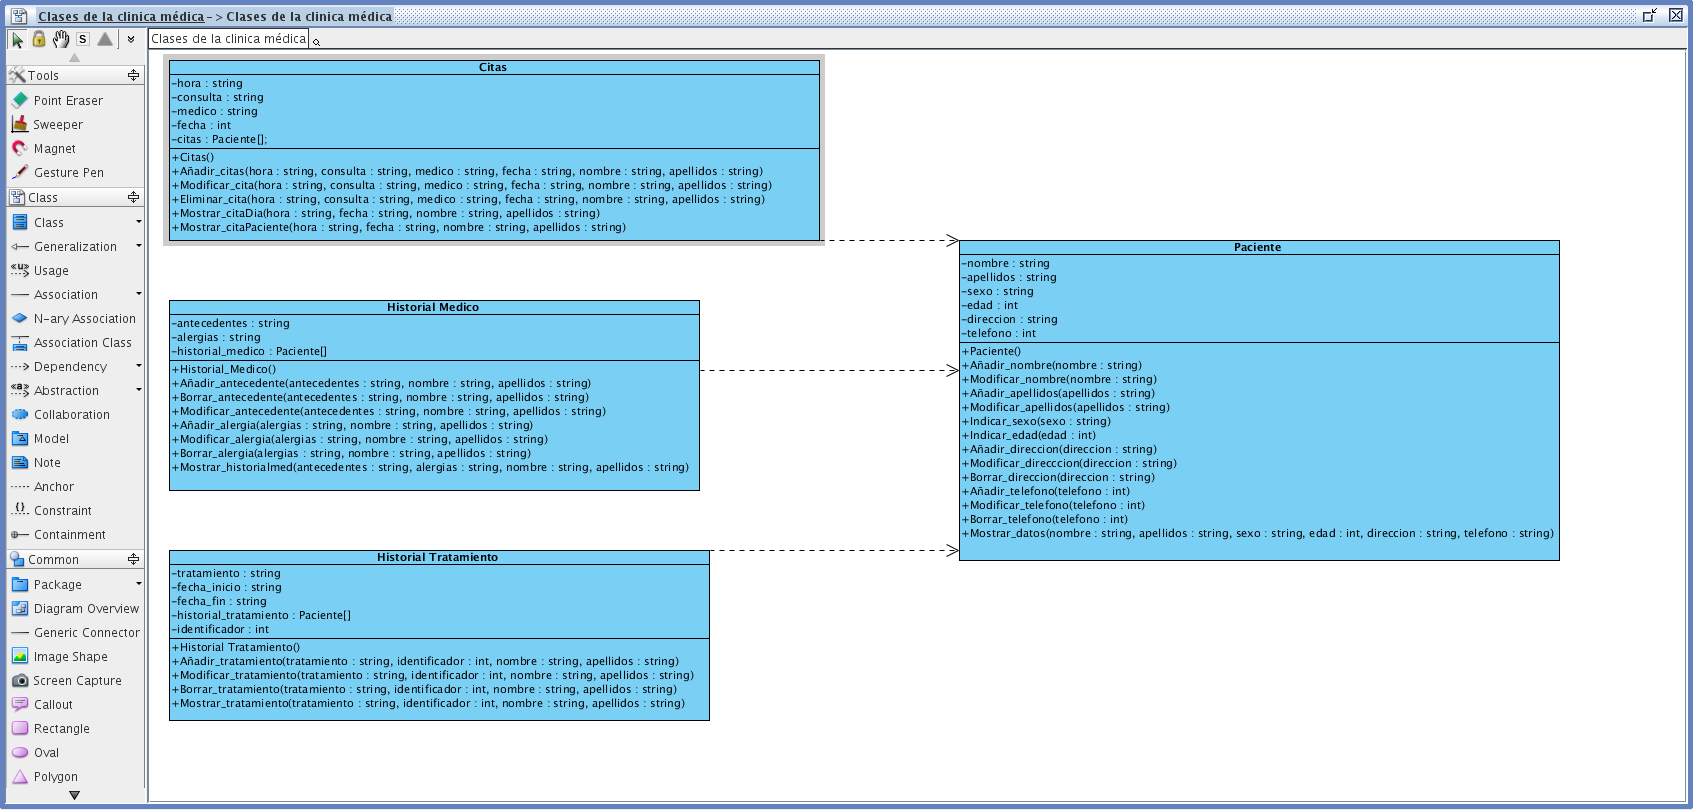 Clases de la clinica médica -> Clases de la clinica médica
S
Clases de la clinica médica
Tools
Point Eraser
Sweeper
Magnet
Gesture Pen
Class
Class
Generalization
Usage
Association
N-ary Association
Association Class
Dependency
Abstraction
Collaboration
Model
Note
Anchor
Constraint
Containment
Common
Package
Diagram Overview
Generic Connector
Image Shape
Screen Capture
Callout
Rectangle
Oval
Polygon
Citas
-hora : string
-consulta : string
-medico : string
-fecha : int
-citas : Paciente[];
+Citas()
+Añadir_citas(hora : string, consulta : string, medico : string, fecha : string, nombre : string, apellidos : string)
+Modificar_cita(hora : string, consulta : string, medico : string, fecha : string, nombre : string, apellidos : string)
+Eliminar_cita(hora : string, consulta : string, medico : string, fecha : string, nombre : string, apellidos : string)
+Mostrar_citaDia(hora : string, fecha : string, nombre : string, apellidos : string)
+Mostrar_citaPaciente(hora : string, fecha : string, nombre : string, apellidos : string)
Historial Medico
-antecedentes : string
-alergias : string
-historial_medico : Paciente[]
+Historial_Medico()
+Añadir_antecedente(antecedentes : string, nombre : string, apellidos : string)
+Borrar_antecedente(antecedentes : string, nombre : string, apellidos : string)
+Modificar_antecedente(antecedentes : string, nombre : string, apellidos : string)
+Añadir_alergia(alergias : string, nombre : string, apellidos : string)
+Modificar_alergia(alergias : string, nombre : string, apellidos : string)
+Borrar_alergia(alergias : string, nombre : string, apellidos : string)
+Mostrar_historialmed(antecedentes : string, alergias : string, nombre : string, apellidos : string)
Historial Tratamiento
-tratamiento : string
-fecha_inicio : string
-fecha_fin : string
-historial_tratamiento : Paciente[]
-identificador : int
+Historial Tratamiento()
+Añadir_tratamiento(tratamiento : string, identificador : int, nombre : string, apellidos : string)
+Modificar_tratamiento(tratamiento : string, identificador : int, nombre : string, apellidos : string)
+Borrar_tratamiento(tratamiento : string, identificador : int, nombre : string, apellidos : string)
+Mostrar_tratamiento(tratamiento : string, identificador : int, nombre : string, apellidos : string)
Paciente
-nombre : string
-apellidos : string
-sexo : string
-edad : int
-direccion : string
-telefono : int
+Paciente()
+Añadir_nombre(nombre : string)
+Modificar_nombre(nombre : string)
+Añadir_apellidos(apellidos : string)
+Modificar_apellidos(apellidos : string)
+Indicar_sexo(sexo : string)
+Indicar_edad(edad : int)
+Añadir_direccion(direccion : string)
+Modificar_direcccion(direccion : string)
+Borrar_direccion(direccion : string)
+Añadir_telefono(telefono : int)
+Modificar_telefono(telefono : int)
+Borrar_telefono(telefono : int)
+Mostrar_datos(nombre : string, apellidos : string, sexo : string, edad : int, direccion : string, telefono : string)